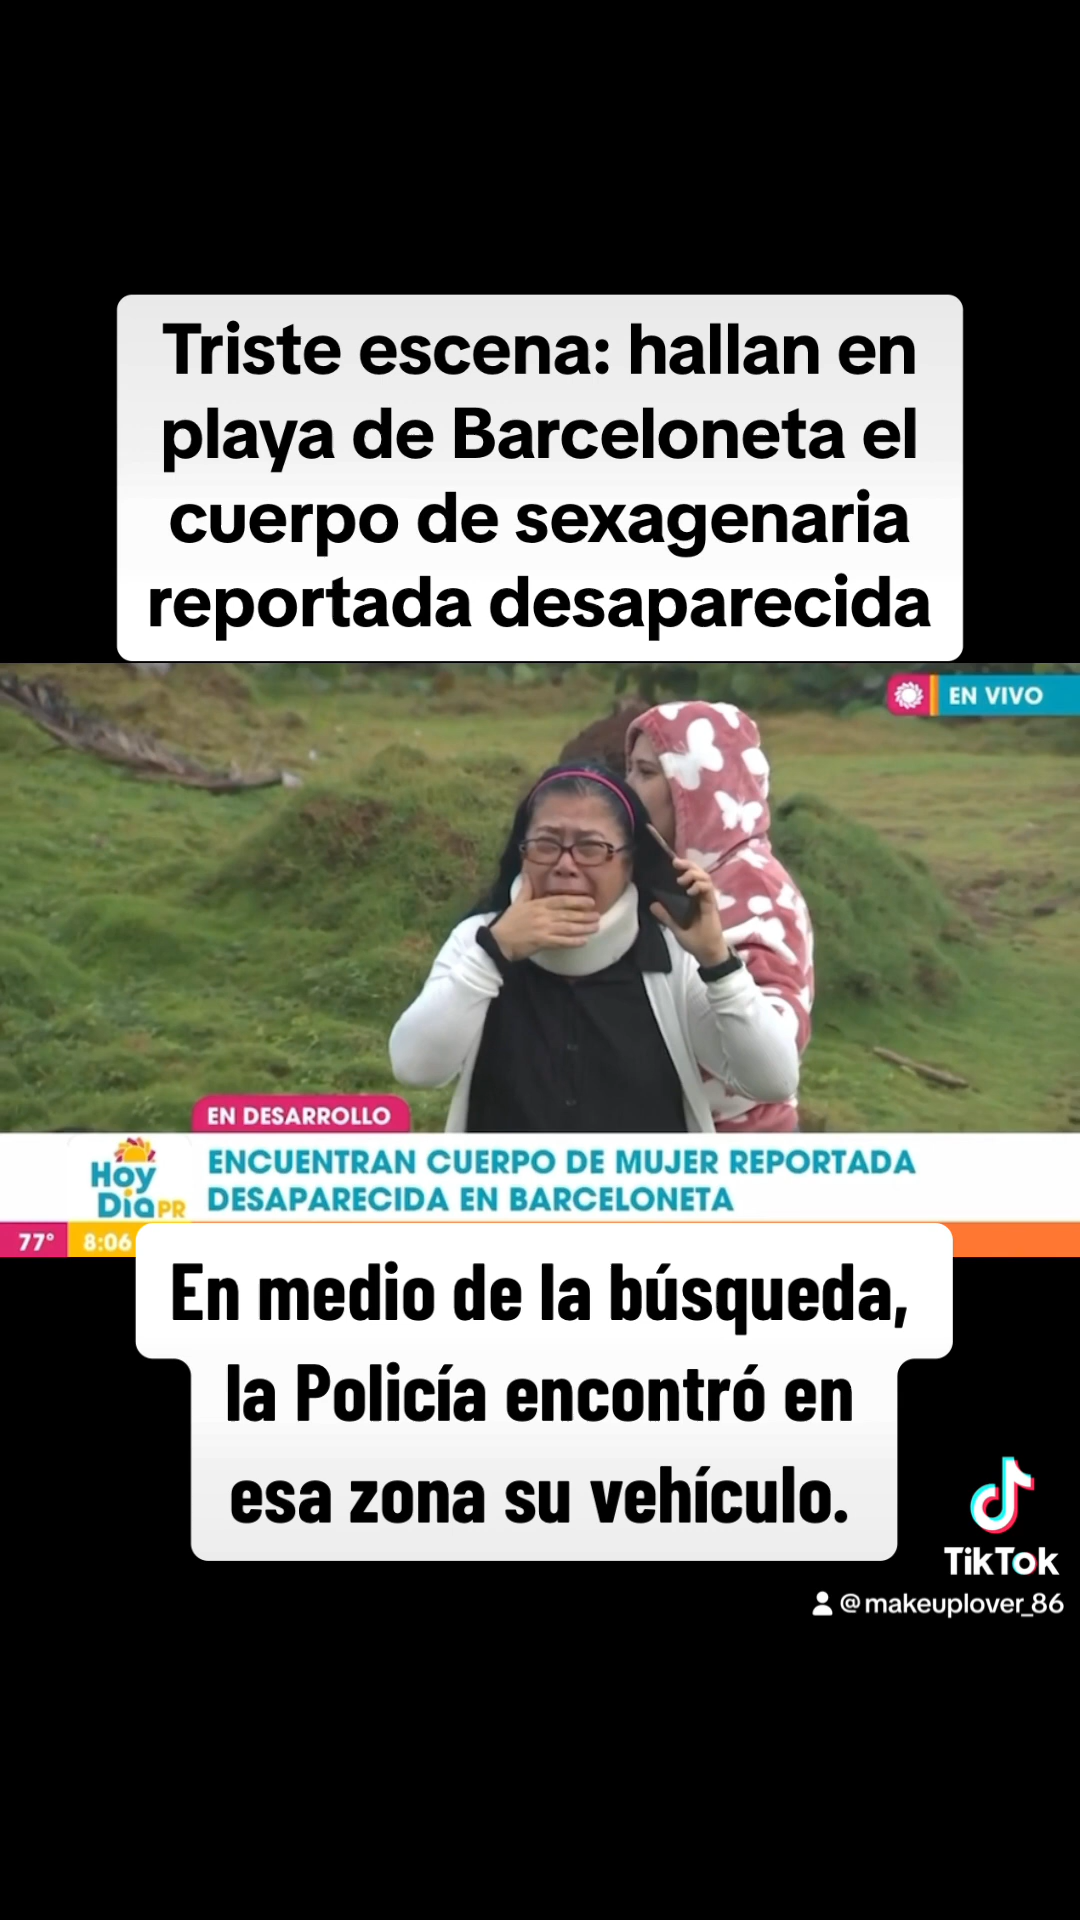 Triste escena: hallan en
playa de Barceloneta el
cuerpo de sexagenaria
reportada desaparecida
EN VIVO
EN DESARROLLO
Hoy
Día PR
ENCUENTRAN CUERPO DE MUJER REPORTADA
DESAPARECIDA EN BARCELONETA
77° 8:06
En medio de la búsqueda,
la Policía encontró en
esa zona su vehículo.
TikTok
@makeuplover_86